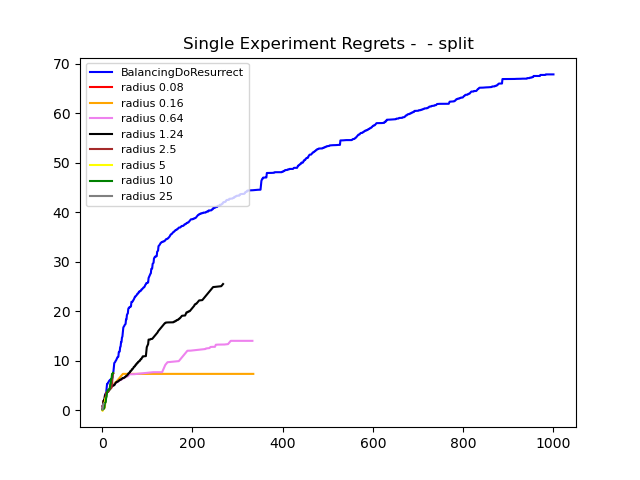 Single Experiment Regrets -  - split
70
60
50
40
30
20
10
0
BalancingDoResurrect
radius 0.08
radius 0.16
radius 0.64
radius 1.24
radius 2.5
radius 5
radius 10
radius 25
0 200 400 600 800 1000